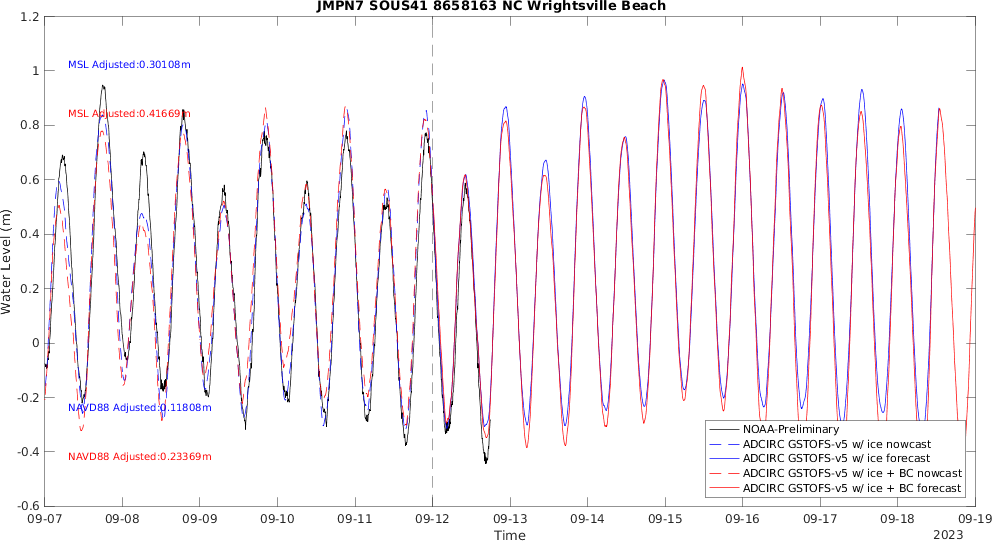 JMPN7 SOUS41 8658163 NC Wrightsville Beach
1.2
1
0.8
0.6
0.4
0.2
0
-0.2
-0.4
-0.6
Water Level (m)
MSL Adjusted:0.30108m
MSL Adjusted:0.41669m
NAVD88 Adjusted:0.11808m
NAVD88 Adjusted:0.23369m
NOAA-Preliminary
ADCIRC GSTOFS-v5 w/ ice nowcast
ADCIRC GSTOFS-v5 w/ ice forecast
ADCIRC GSTOFS-v5 w/ ice + BC nowcast
ADCIRC GSTOFS-v5 w/ ice + BC forecast
09-07 09-08 09-09 09-10 09-11 09-12 09-13 09-14 09-15 09-16 09-17 09-18 09-19
Time
2023